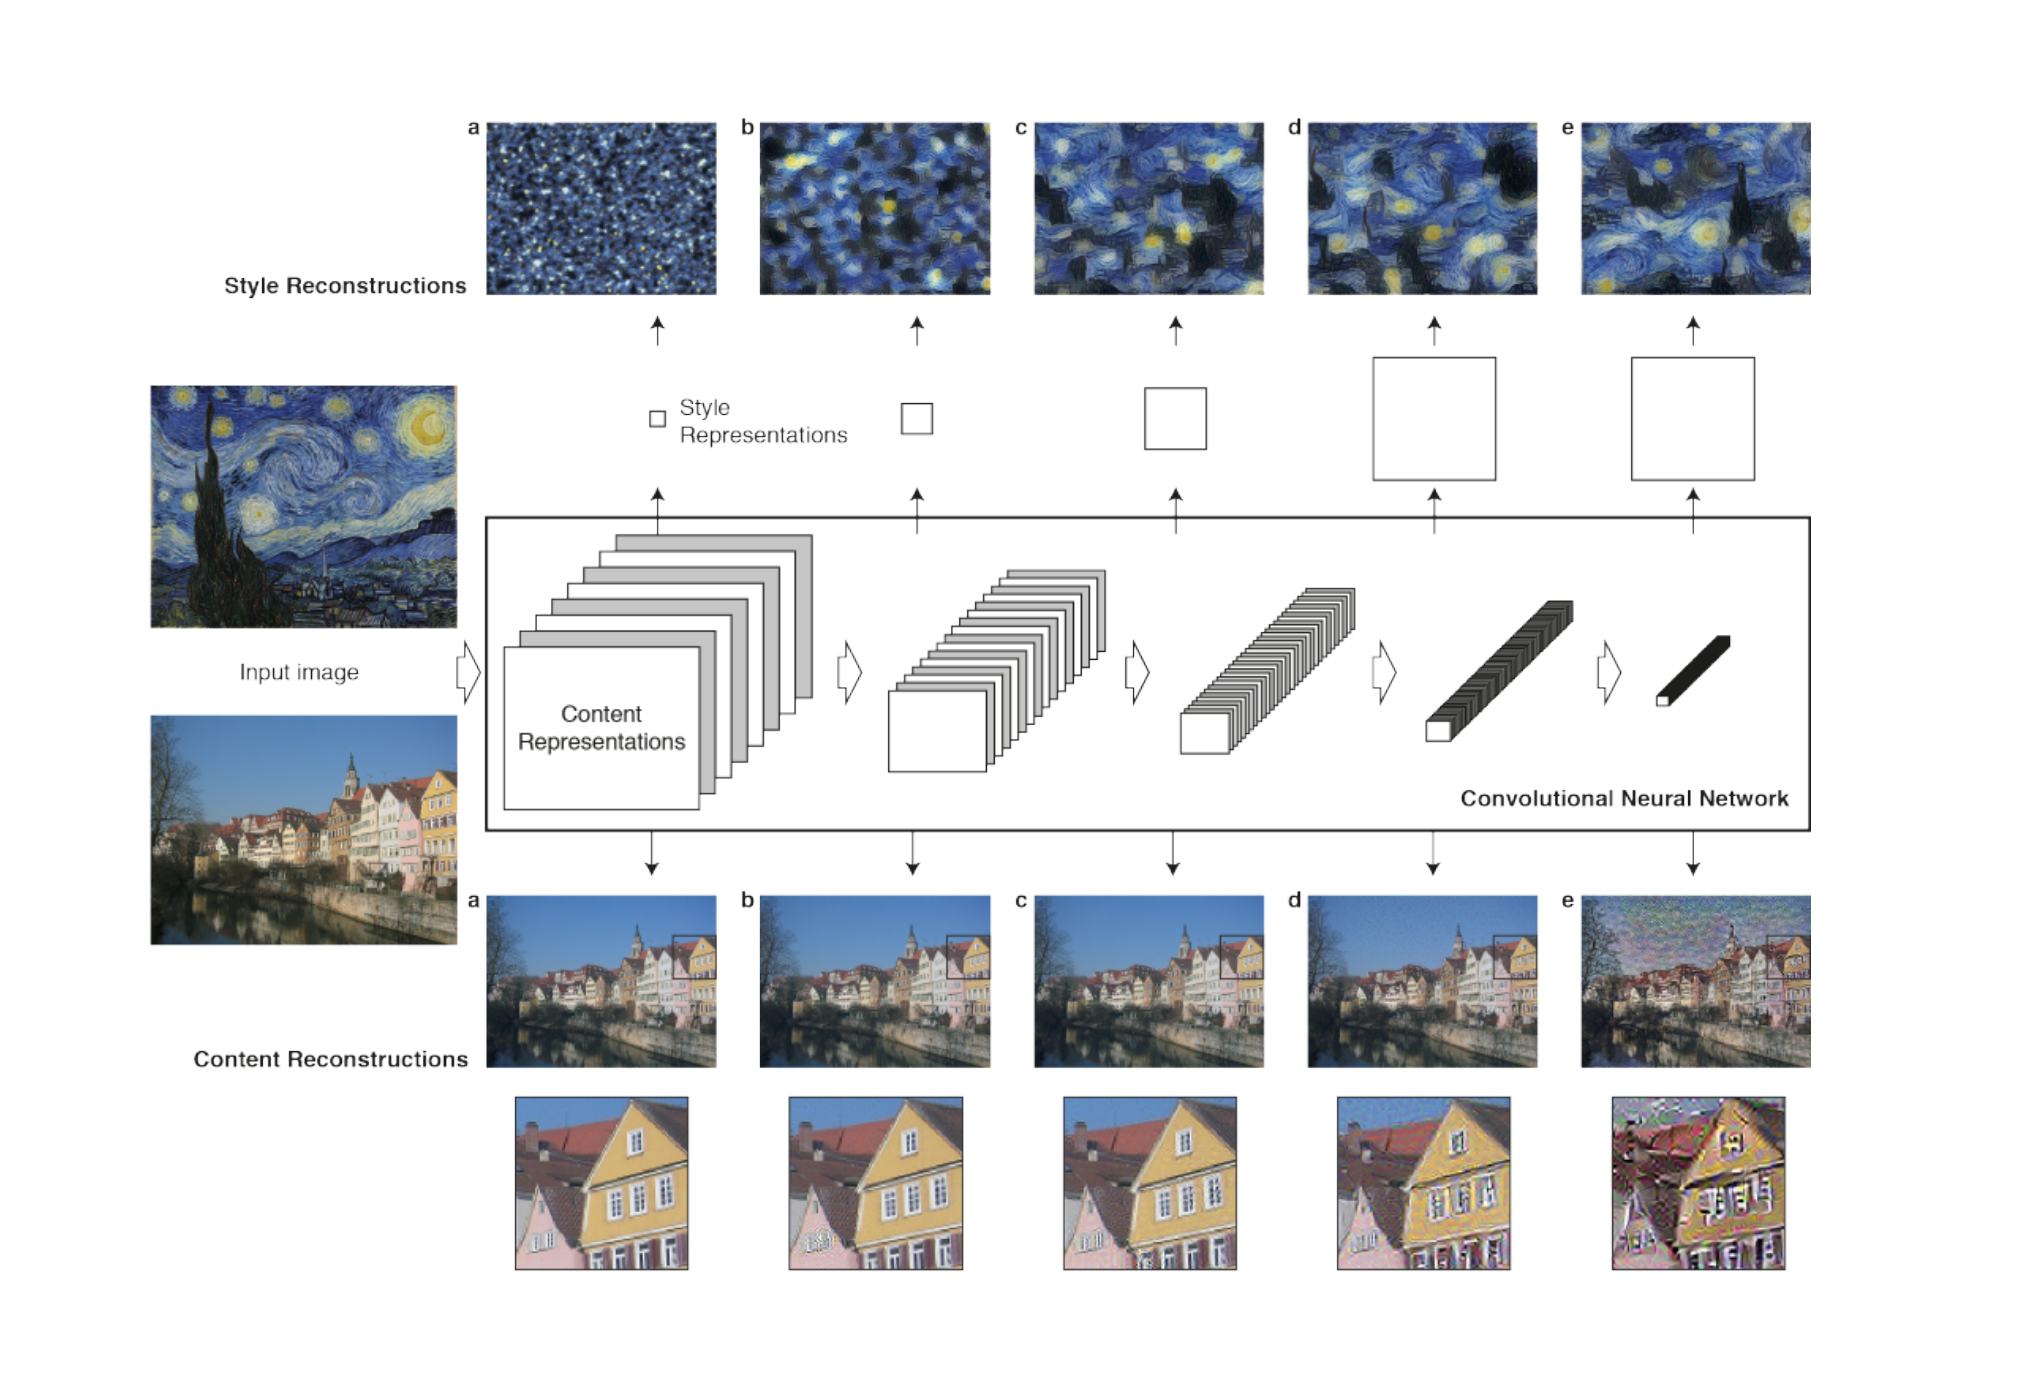 a
b
c
d
e
Style Reconstructions
Style
Representations
Input image
Content
Representations
Convolutional Neural Network
a
b
c
d
e
Content Reconstructions